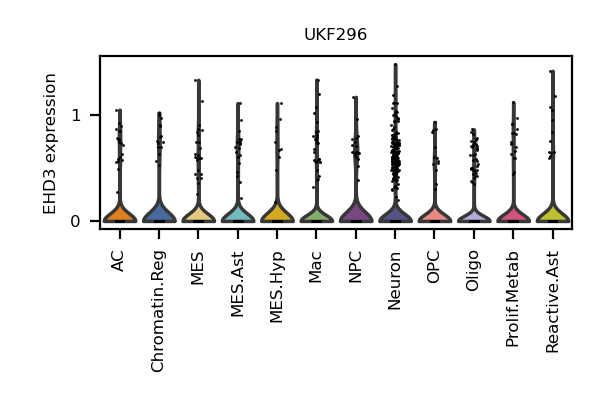 UKF296
EHD3 expression
1
0
AC
Chromatin.Reg
MES
MES.Ast
MES.Hyp
Mac
NPC
Neuron
OPC
Oligo
Prolif.Metab
Reactive.Ast